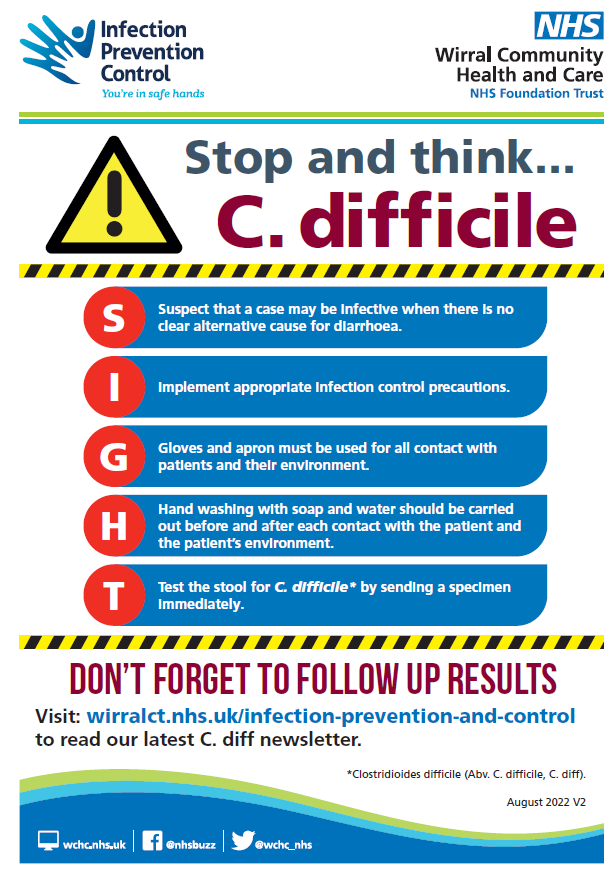 Infection
Prevention
Control
You're in safe hands
NHS
Wirral Community
Health and Care
NHS Foundation Trust
Stop and think...
C. difficile
S
Suspect that a case may be infective when there is no
clear alternative cause for diarrhoea.
I
Implement appropriate infection control precautions.
G
Gloves and apron must be used for all contact with
patients and their environment.
H
Hand washing with soap and water should be carried
out before and after each contact with the patient and
the patient's environment.
T
Test the stool for C. difficile* by sending a specimen
immediately.
DON'T FORGET TO FOLLOW UP RESULTS
Visit: wirralct.nhs.uk/infection-prevention-and-control
to read our latest C. diff newsletter.
*Clostridioides difficile (Abv. C. difficile, C. diff).
August 2022 V2
wchc.nhs.uk
@nhsbuzz
@wchc_nhs